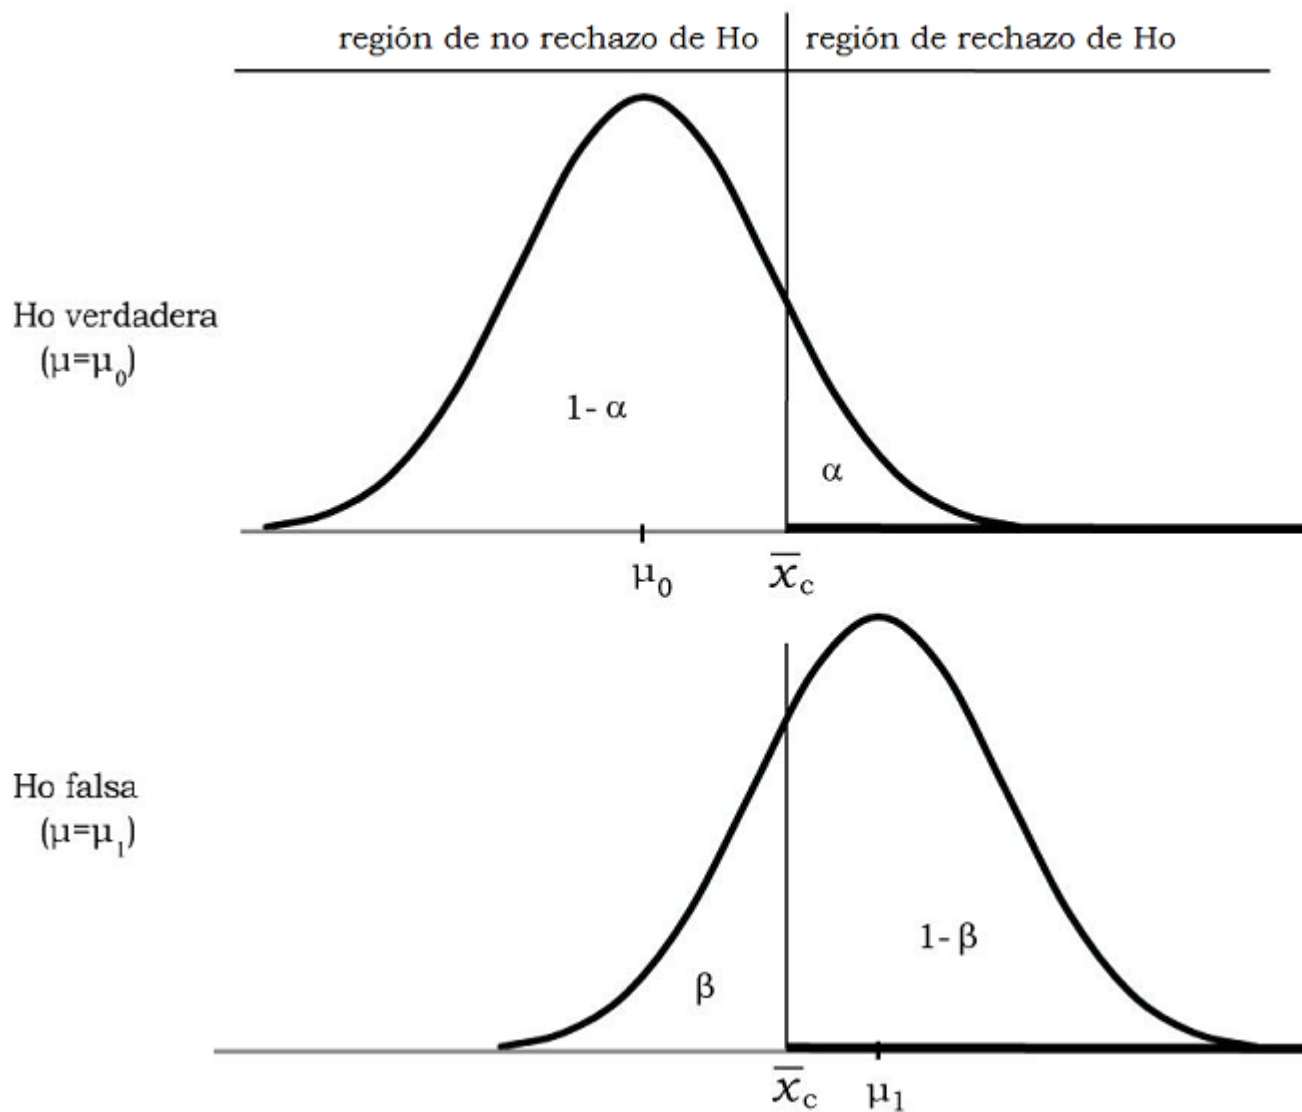 región de no rechazo de Ho región de rechazo de Ho
Ho verdadera
(μ=μ₀)
1- α
α
μ₀ x̅c
Ho falsa
(μ=μ₁)
β
1- β
x̅c μ₁